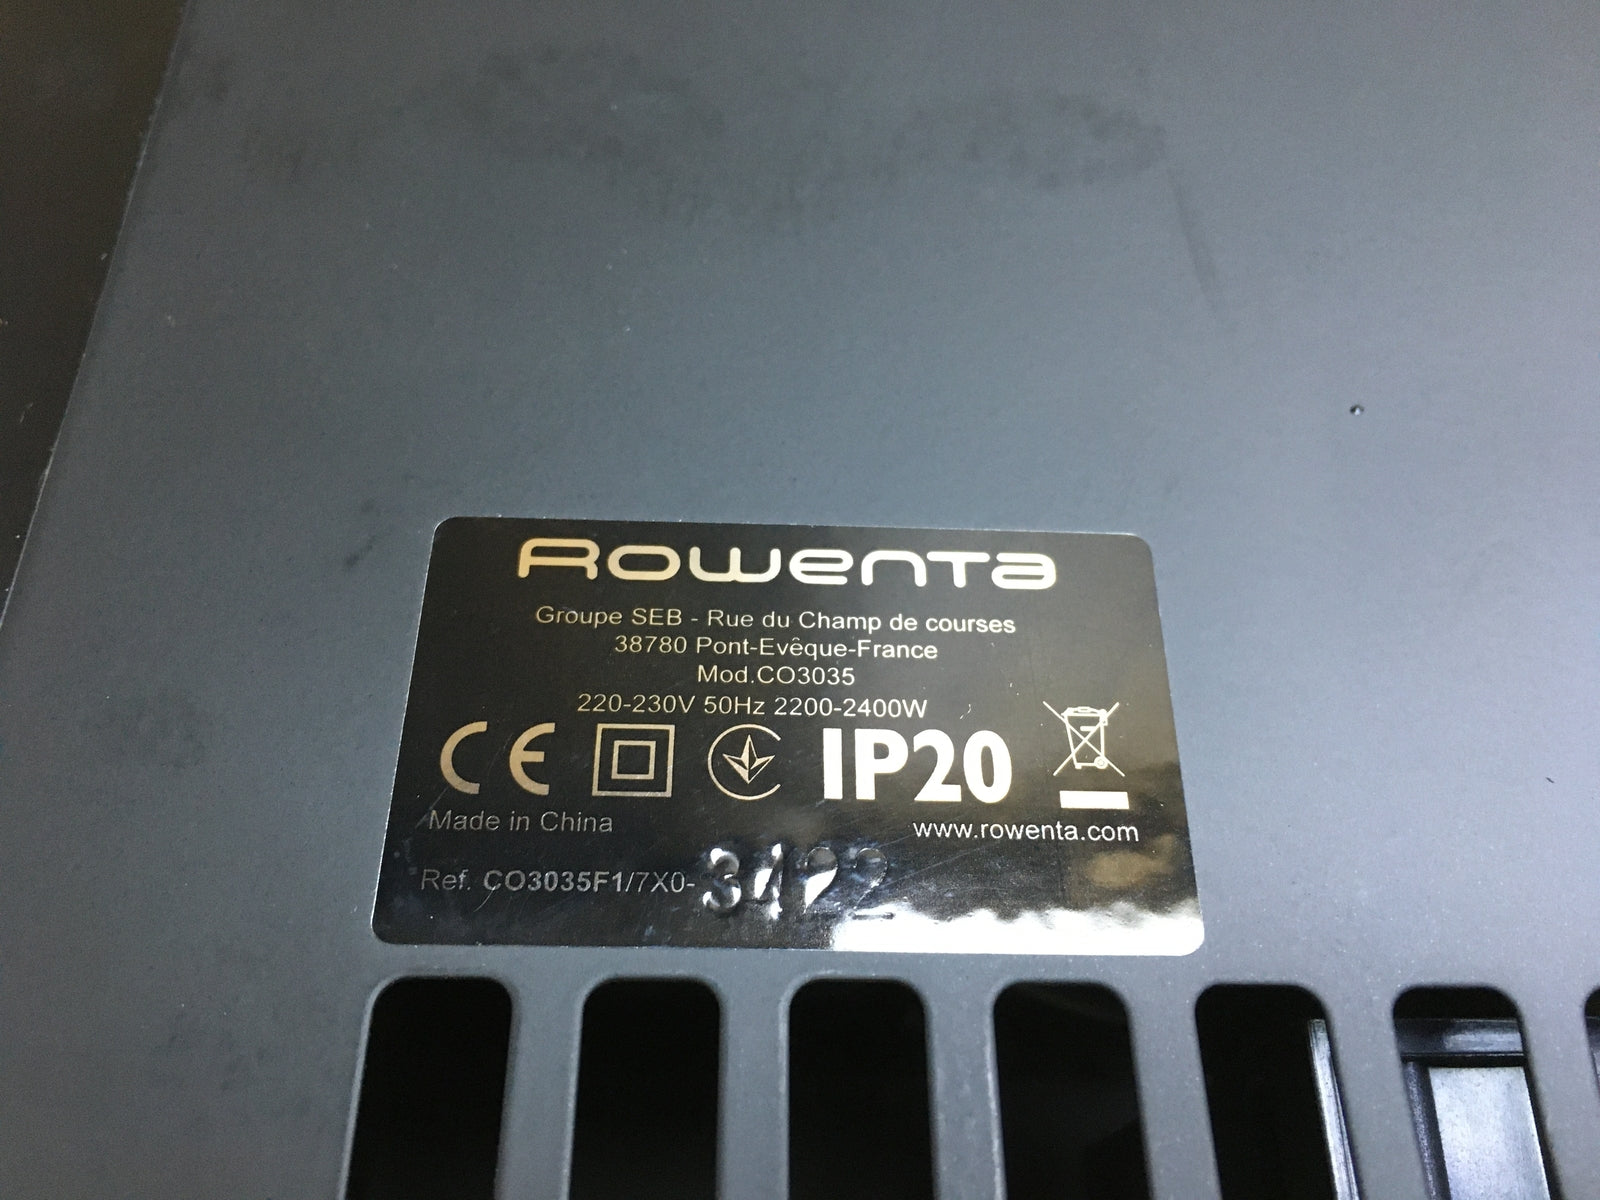 Rowenta
Groupe SEB - Rue du Champ de courses
38780 Pont-Evêque-France
Mod.CO3035
220-230V 50Hz 2200-2400W
CE IP20
Made in China
www.rowenta.com
Ref. CO3035F1/7X0-3422